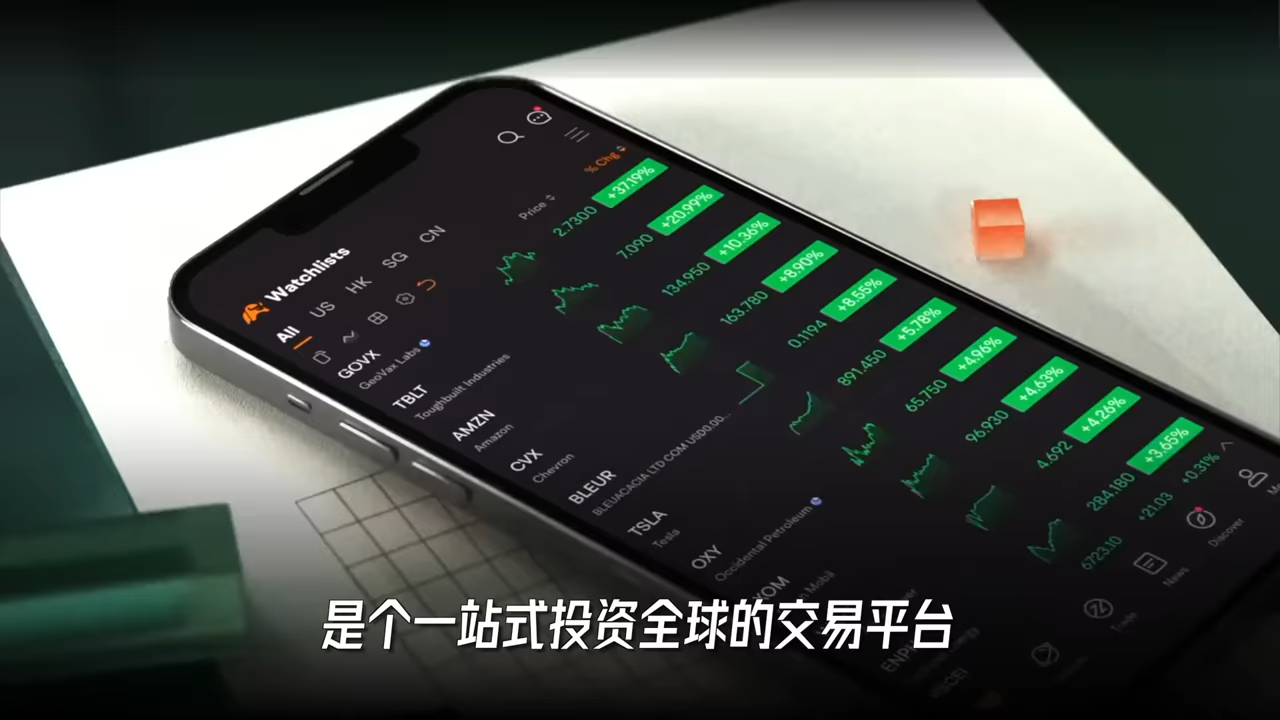 Watchlists
All US HK SG CN
Price
% Chg
GOVX
GeoVax Labs
2.7300
+37.19%
TBLT
Toughbuilt Industries
7.090
+20.99%
AMZN
Amazon
134.950
+10.36%
CVX
Chevron
163.780
+8.90%
BLEUR
BLEUACACIA LTD COM USD0.00...
0.1194
+8.55%
TSLA
Tesla
891.450
+5.78%
OXY
Occidental Petroleum
65.750
+4.96%
XOM
96.930
+4.63%
4.692
+4.26%
284.180
+3.65%
6723.10
+21.03
+0.31%
Trade
News
Discover
是个一站式投资全球的交易平台